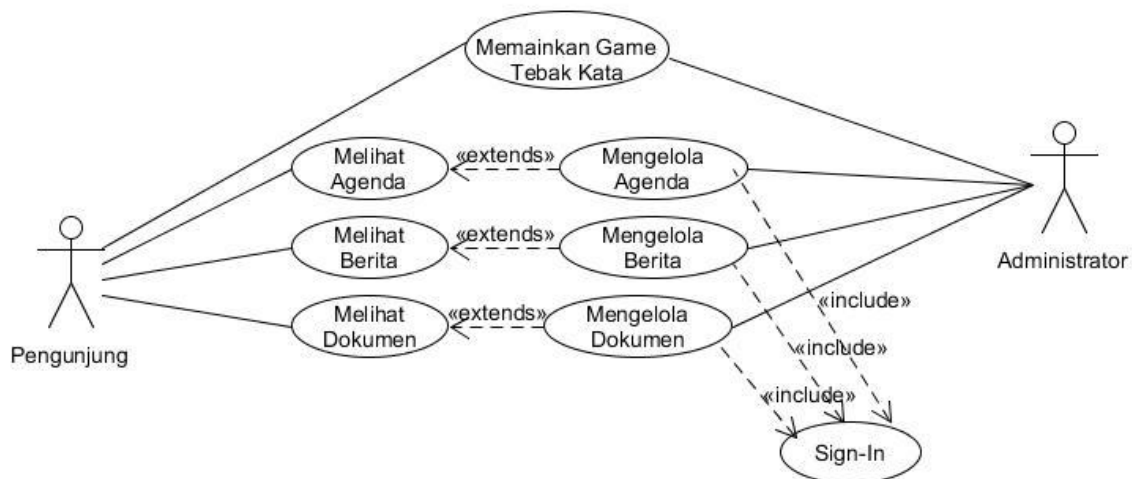 Memainkan Game
Tebak Kata
Melihat
Agenda
«extends»
Mengelola
Agenda
Melihat
Berita
«extends»
Mengelola
Berita
Melihat
Dokumen
«extends»
Mengelola
Dokumen
Pengunjung
Administrator
«include»
«include»
«include»
Sign-In